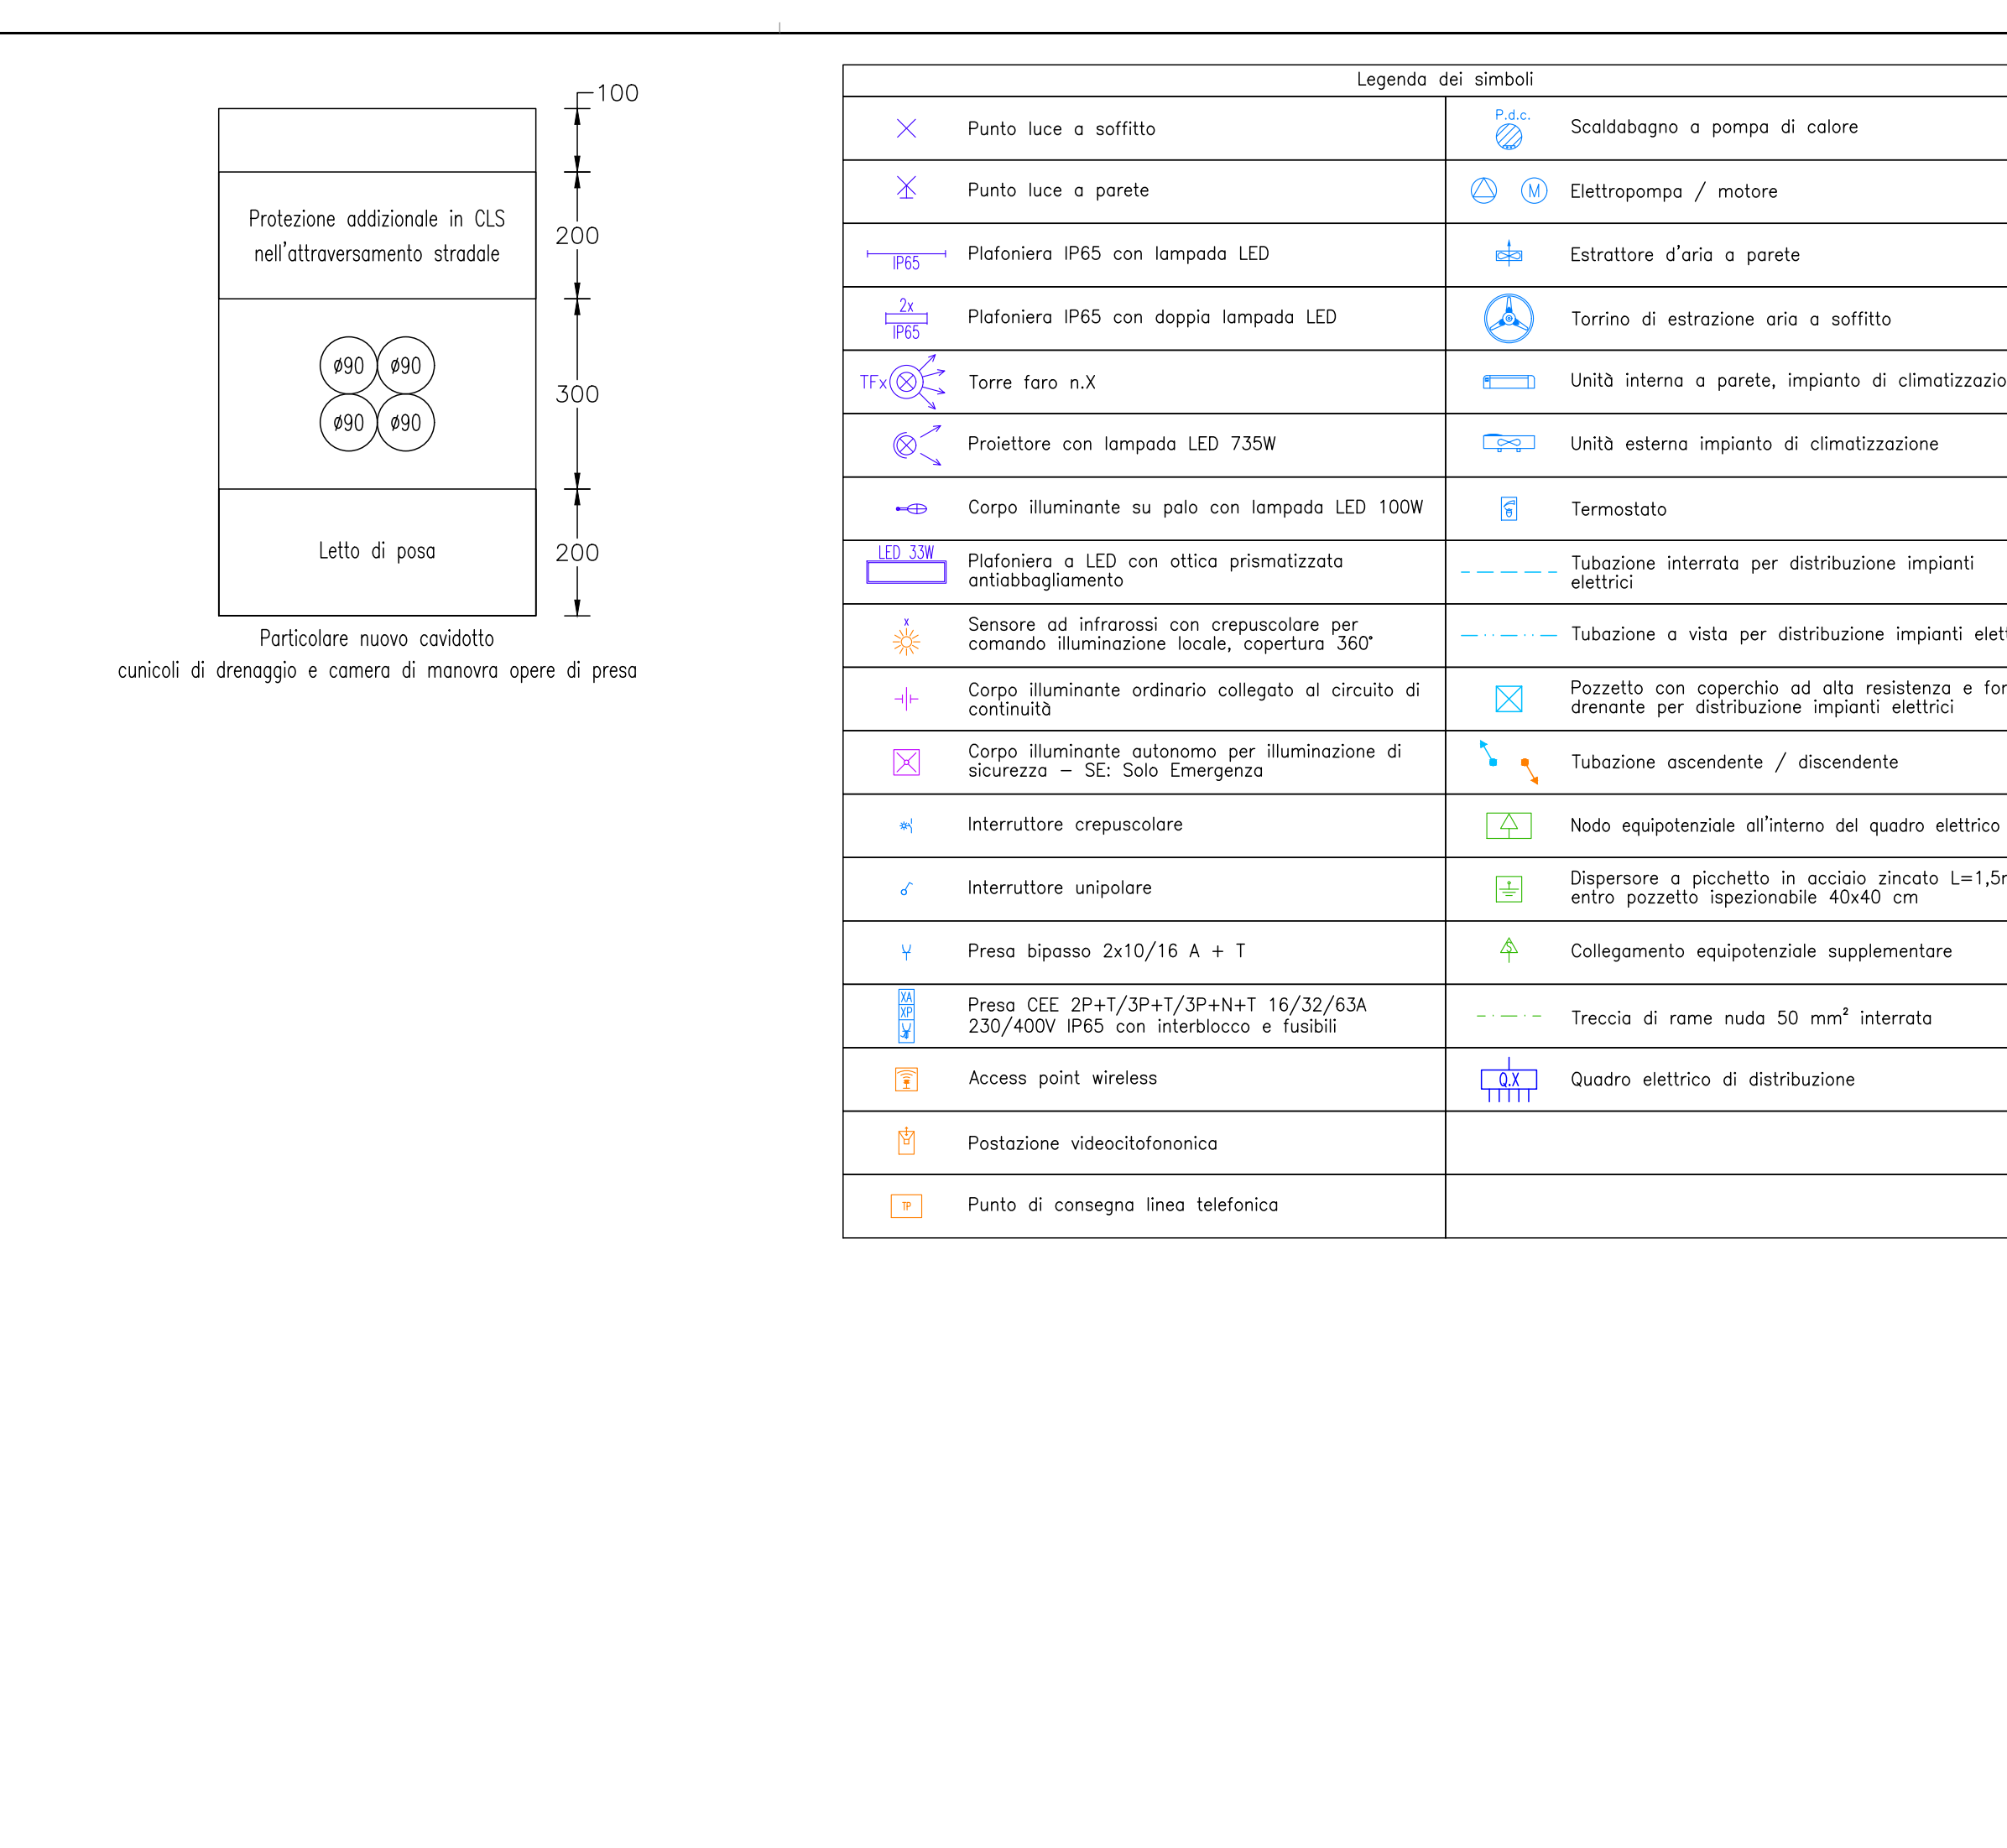 100
Protezione addizionale in CLS
nell'attraversamento stradale
200
ø90 ø90
ø90 ø90
300
Letto di posa
200
Particolare nuovo cavidotto
cunicoli di drenaggio e camera di manovra opere di presa
Legenda dei simboli
Punto luce a soffitto
P.d.c.
Scaldabagno a pompa di calore
Punto luce a parete
M
Elettropompa / motore
IP65
Plafoniera IP65 con lampada LED
Estrattore d'aria a parete
2x
IP65
Plafoniera IP65 con doppia lampada LED
Torrino di estrazione aria a soffitto
TFx
Torre faro n.X
Unità interna a parete, impianto di climatizzazio
Proiettore con lampada LED 735W
Unità esterna impianto di climatizzazione
Corpo illuminante su palo con lampada LED 100W
Termostato
LED 33W
Plafoniera a LED con ottica prismatizzata
antiabbagliamento
Tubazione interrata per distribuzione impianti
elettrici
x
Sensore ad infrarossi con crepuscolare per
comando illuminazione locale, copertura 360°
Tubazione a vista per distribuzione impianti elet
Corpo illuminante ordinario collegato al circuito di
continuità
Pozzetto con coperchio ad alta resistenza e for
drenante per distribuzione impianti elettrici
Corpo illuminante autonomo per illuminazione di
sicurezza – SE: Solo Emergenza
Tubazione ascendente / discendente
Interruttore crepuscolare
Nodo equipotenziale all'interno del quadro elettrico
Interruttore unipolare
Dispersore a picchetto in acciaio zincato L=1,5
entro pozzetto ispezionabile 40x40 cm
Presa bipasso 2x10/16 A + T
S
Collegamento equipotenziale supplementare
XA
XP
Presa CEE 2P+T/3P+T/3P+N+T 16/32/63A
230/400V IP65 con interblocco e fusibili
Treccia di rame nuda 50 mm² interrata
Access point wireless
Q.X
Quadro elettrico di distribuzione
Postazione videocitofononica
TP
Punto di consegna linea telefonica